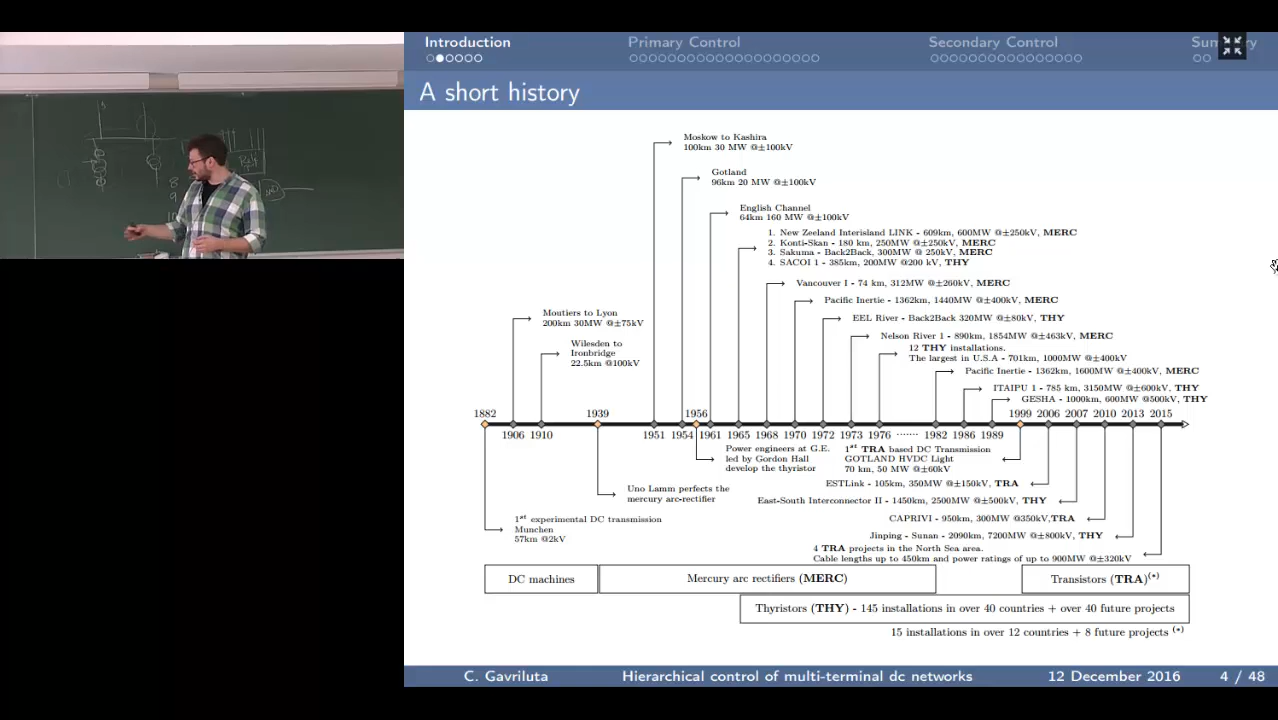 Introduction
Primary Control
Secondary Control
A short history
Moskow to Kashira
100km 30 MW @±100kV
Gotland
96km 20 MW @±100kV
English Channel
64km 160 MW @±100kV
1. New Zeeland Interisland LINK - 609km, 600MW @±250kV, MERC
2. Konti-Skan - 180 km, 250MW @±250kV, MERC
3. Sakuma - Back2Back, 300MW @ 250kV, MERC
4. SACOI 1 - 385km, 200MW @200 kV, THY
Vancouver I - 74 km, 312MW @±260kV, MERC
Pacific Inertie - 1362km, 1440MW @±400kV, MERC
Moutiers to Lyon
200km 30MW @±75kV
EEL River - Back2Back 320MW @±80kV, THY
Nelson River 1 - 890km, 1854MW @±463kV, MERC
Wilesden to
Ironbridge
22.5km @100kV
12 THY installations.
The largest in U.S.A - 701km, 1000MW @±400kV
Pacific Inertie - 1362km, 1600MW @±400kV, MERC
ITAIPU 1 - 785 km, 3150MW @±600kV, THY
GESHA - 1000km, 600MW @500kV, THY
1882 1939 1956 1999 2006 2007 2010 2013 2015
1906 1910 1951 1954 1961 1965 1968 1970 1972 1973 1976 ....... 1982 1986 1989
Power engineers at G.E.
led by Gordon Hall
develop the thyristor
1st TRA based DC Transmission
GOTLAND HVDC Light
70 km, 50 MW @±60kV
ESTLink - 105km, 350MW @±150kV, TRA
Uno Lamm perfects the
mercury arc-rectifier
East-South Interconnector II - 1450km, 2500MW @±500kV, THY
1st experimental DC transmission
Munchen
57km @2kV
CAPRIVI - 950km, 300MW @350kV,TRA
Jinping - Sunan - 2090km, 7200MW @±800kV, THY
4 TRA projects in the North Sea area.
Cable lengths up to 450km and power ratings of up to 900MW @±320kV
DC machines
Mercury arc rectifiers (MERC)
Transistors (TRA)(*)
Thyristors (THY) - 145 installations in over 40 countries + over 40 future projects
15 installations in over 12 countries + 8 future projects (*)
C. Gavriluta
Hierarchical control of multi-terminal dc networks
12 December 2016
4 / 48